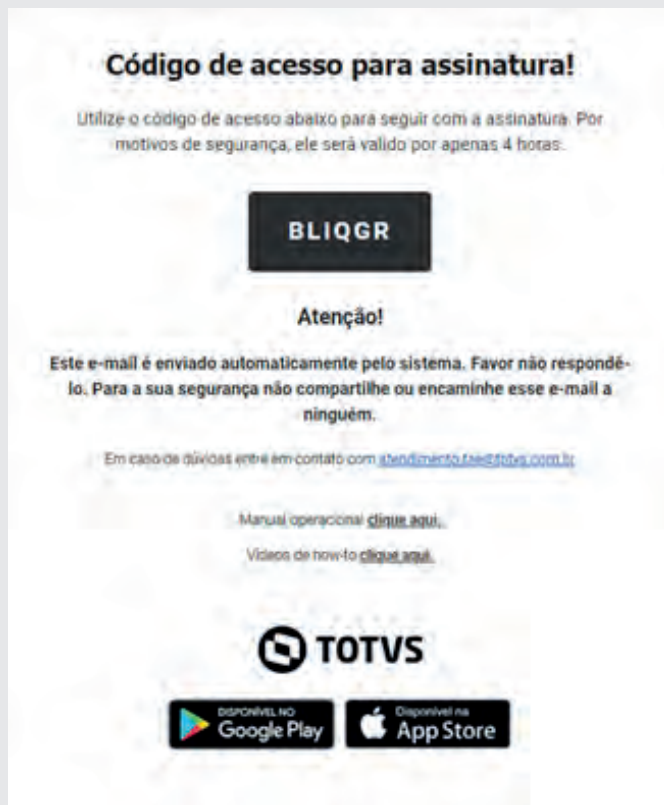 Código de acesso para assinatura!
Utilize o código de acesso abaixo para seguir com a assinatura. Por
motivos de segurança, ele será valido por apenas 4 horas.
BLIQGR
Atenção!
Este e-mail é enviado automaticamente pelo sistema. Favor não respondê-
lo. Para a sua segurança não compartilhe ou encaminhe esse e-mail a
ninguém.
Em caso de dúvidas entre em contato com atendimento.tae@totvs.com.br
Manual operacional clique aqui.
Vídeos de how-to clique aqui.
TOTVS
DISPONÍVEL NO
Google Play
Disponível na
App Store